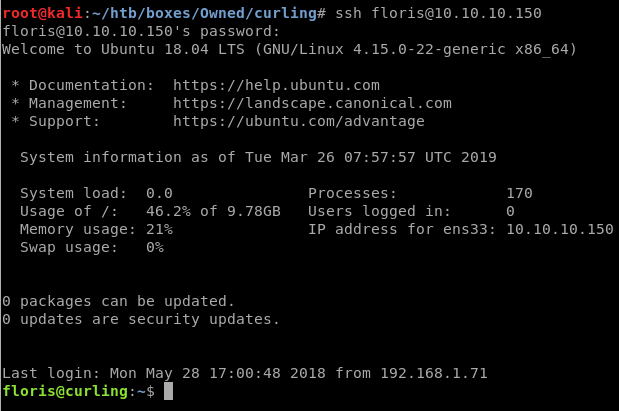 root@kali:~/htb/boxes/Owned/curling# ssh floris@10.10.10.150
floris@10.10.10.150's password:
Welcome to Ubuntu 18.04 LTS (GNU/Linux 4.15.0-22-generic x86_64)
* Documentation:  https://help.ubuntu.com
* Management:     https://landscape.canonical.com
* Support:        https://ubuntu.com/advantage
System information as of Tue Mar 26 07:57:57 UTC 2019
System load:  0.0               Processes:            170
Usage of /:   46.2% of 9.78GB   Users logged in:      0
Memory usage: 21%               IP address for ens33: 10.10.10.150
Swap usage:   0%
0 packages can be updated.
0 updates are security updates.
Last login: Mon May 28 17:00:48 2018 from 192.168.1.71
floris@curling:~$